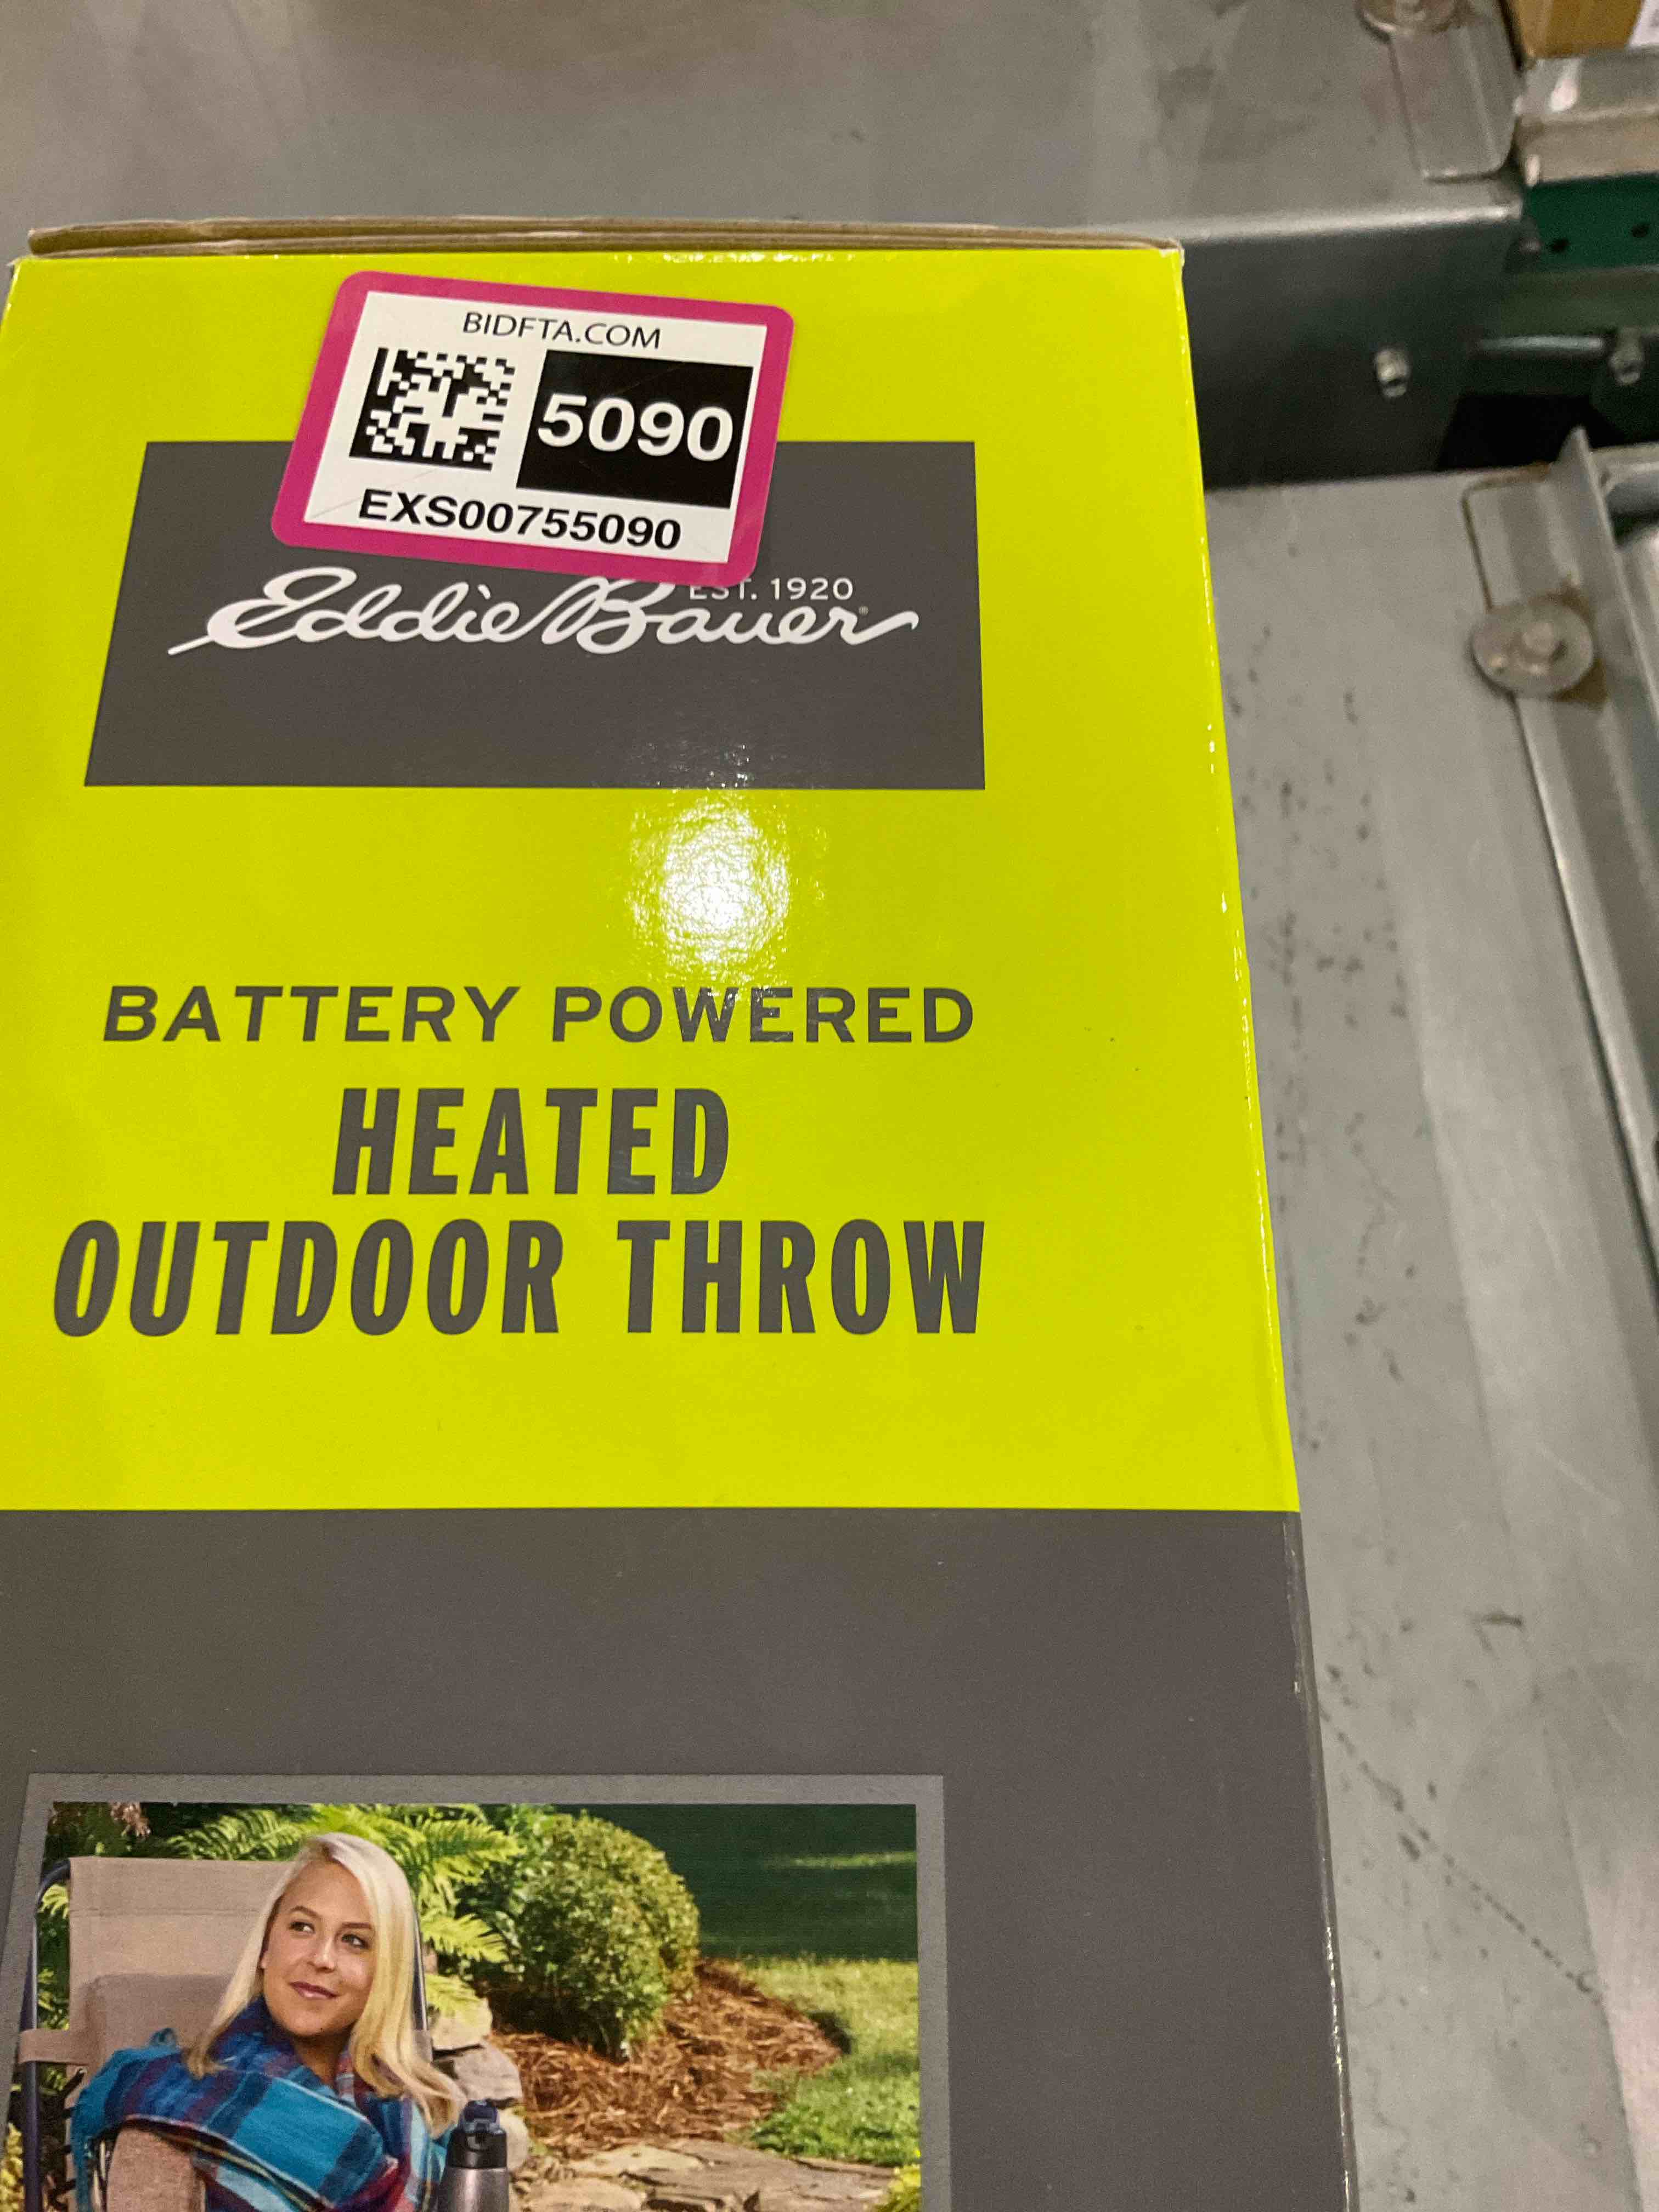 BIDFTA.COM
5090
EXS00755090
EST. 1920
Eddie Bauer®
BATTERY POWERED
HEATED
OUTDOOR THROW